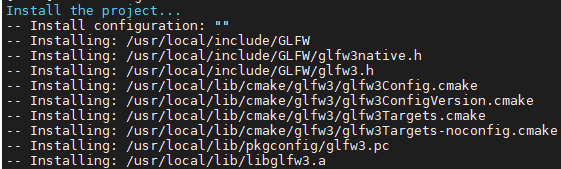 Install the project...
-- Install configuration: ""
-- Installing: /usr/local/include/GLFW
-- Installing: /usr/local/include/GLFW/glfw3native.h
-- Installing: /usr/local/include/GLFW/glfw3.h
-- Installing: /usr/local/lib/cmake/glfw3/glfw3Config.cmake
-- Installing: /usr/local/lib/cmake/glfw3/glfw3ConfigVersion.cmake
-- Installing: /usr/local/lib/cmake/glfw3/glfw3Targets.cmake
-- Installing: /usr/local/lib/cmake/glfw3/glfw3Targets-noconfig.cmake
-- Installing: /usr/local/lib/pkgconfig/glfw3.pc
-- Installing: /usr/local/lib/libglfw3.a